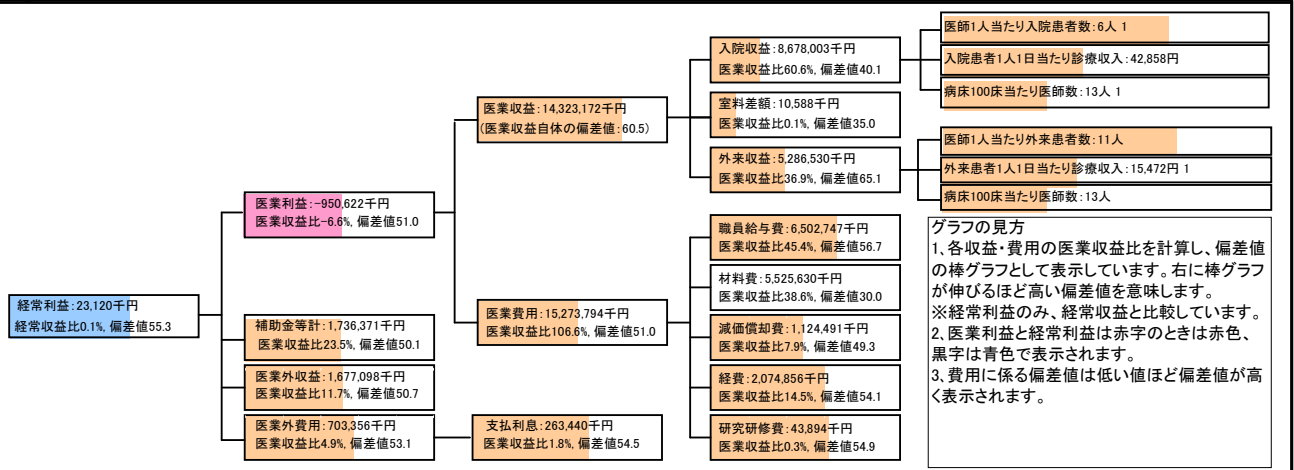 経常利益:23,120千円
経常収益比0.1%, 偏差値55.3
医業利益:-950,622千円
医業収益比-6.6%, 偏差値51.0
補助金等計:1,736,371千円
医業収益比23.5%, 偏差値50.1
医業外収益:1,677,098千円
医業収益比11.7%, 偏差値50.7
医業外費用:703,356千円
医業収益比4.9%, 偏差値53.1
医業収益:14,323,172千円
(医業収益自体の偏差値:60.5)
医業費用:15,273,794千円
医業収益比106.6%, 偏差値51.0
支払利息:263,440千円
医業収益比1.8%, 偏差値54.5
入院収益:8,678,003千円
医業収益比60.6%, 偏差値40.1
室料差額:10,588千円
医業収益比0.1%, 偏差値35.0
外来収益:5,286,530千円
医業収益比36.9%, 偏差値65.1
職員給与費:6,502,747千円
医業収益比45.4%, 偏差値56.7
材料費:5,525,630千円
医業収益比38.6%, 偏差値30.0
減価償却費:1,124,491千円
医業収益比7.9%, 偏差値49.3
経費:2,074,856千円
医業収益比14.5%, 偏差値54.1
研究研修費:43,894千円
医業収益比0.3%, 偏差値54.9
医師1人当たり入院患者数:6人 1
入院患者1人1日当たり診療収入:42,858円
病床100床当たり医師数:13人 1
医師1人当たり外来患者数:11人
外来患者1人1日当たり診療収入:15,472円 1
病床100床当たり医師数:13人
グラフの見方
1、各収益・費用の医業収益比を計算し、偏差値
の棒グラフとして表示しています。右に棒グラフ
が伸びるほど高い偏差値を意味します。
※経常利益のみ、経常収益と比較しています。
2、医業利益と経常利益は赤字のときは赤色、
黒字は青色で表示されます。
3、費用に係る偏差値は低い値ほど偏差値が高
く表示されます。